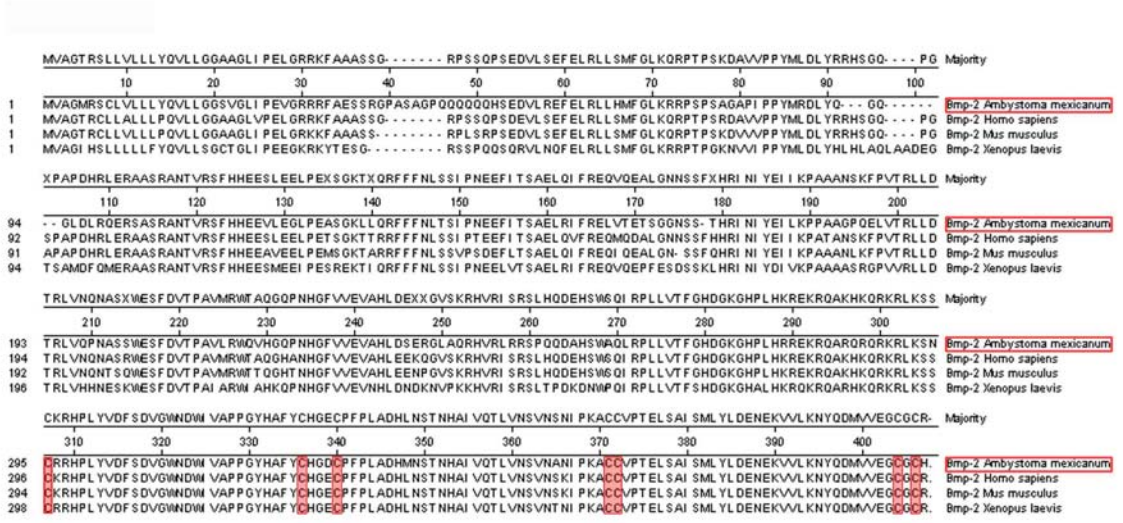 MVAGTRSLLVLLLYQVLLGGAAGLIPELGRRKFAAASSG-------RPSSQPSEDVLSEFELRLLSMFGLKQRPTPSKDAVVPPYMLDLYRRHSGQ----PG Majority
10 20 30 40 50 60 70 80 90
1 MVAGMRSCLVLLLYQVLLGGSVGLIPEVGRRRFAESSRGPASAGPQQQQQQHSEDVLREFELRLLHMFGLKRRPSPSAGAPIPPYMRDLYQ---GQ----- Bmp-2 Ambystoma mexicanum
1 MVAGTRCLLALLLPQVLLGGAAGLVPELGRRKFAAASSG-------RPSSQPSDEVLSEFELRLLSMFGLKQRPTPSRDAVVPPYMLDLYRRHSGQ----PG Bmp-2 Homo sapiens
1 MVAGTRCLLVLLLPQVLLGGAAGLIPELGRRKFAAASSR-------RPLSRPSEDVLSEFELRLLSMFGLKQRPTPSKDVVVPPYMLDLYRRHSGQ----PG Bmp-2 Mus musculus
1 MVAGIHSLLLLLFYQVLLSGCTGLIPEEGKRKYTESG--------RSSPQQSQRVLNQFELRLLSMFGLKRRPTPGKNVVIPPYMLDLYHLHLAQLAADEG Bmp-2 Xenopus laevis
XPAPDHRLERAASRANTVRSFHHEESLEELPEXSGKTXQRFFFNLSSIPNEEFITSAELQIFREQVQEALGNNSSFXHRINIYEIIKPAAANSKFPVTRLLD Majority
110 120 130 140 150 160 170 180 190 200
94 --GLDLRQERSASRANTVRSFHHEEVLEGLPEASGKLLQRFFFNLTSIPNEEFITSAELRIFRELVTETSGGNSS-THRINIYEIIKPPAAGPQELVTRLLD Bmp-2 Ambystoma mexicanum
92 SPAPDHRLERAASRANTVRSFHHEESLEELPETSGKTTRRFFFNLSSIPTEEFITSAELQVFREQMQDALGNNSSFHHRINIYEIIKPATANSKFPVTRLLD Bmp-2 Homo sapiens
91 APAPDHRLERAASRANTVRSFHHEEAVEELPEMSGKTARRFFFNLSSVPSDEFLTSAELQIFREQIQEALGN-SSFQHRINIYEIIKPAAANLKFPVTRLLD Bmp-2 Mus musculus
94 TSAMDFQMERAASRANTVRSFHHEESMEEIPESREKTIQRFFFNLSSIPNEELVTSAELRIFREQVQEPFESDSSKLHRINIYDIVKPAAAASRGPVVRLLD Bmp-2 Xenopus laevis
TRLVNQNASXWESFDVTPAVMRWTAQGQPNHGFVVEVAHLDEXXGVSKRHVRISRSLHQDEHSWSQIRPLLVTFGHDGKGHPLHKREKRQAKHKQRKRLKSS Majority
210 220 230 240 250 260 270 280 290 300
193 TRLVQPNASSWESFDVTPAVLRWQVHGQPNHGFVVEVAHLDSERGLAQRHVRLRRSPQQDAHSWAQLRPLLVTFGHDGKGHPLHRREKRQARQRQRKRLKSN Bmp-2 Ambystoma mexicanum
194 TRLVNQNASRWESFDVTPAVMRWTAQGHANHGFVVEVAHLEEKQGVSKRHVRISRSLHQDEHSWSQIRPLLVTFGHDGKGHPLHKREKRQAKHKQRKRLKSS Bmp-2 Homo sapiens
192 TRLVNQNTSQWESFDVTPAVMRWTTQGHTNHGFVVEVAHLEENPGVSKRHVRISRSLHQDEHSWSQIRPLLVTFGHDGKGHPLHKREKRQAKHKQRKRLKSS Bmp-2 Mus musculus
196 TRLVHHNESKWESFDVTPAIARWIAHKQPNHGFVVEVNHLDNDKNVPKKHVRISRSLTPDKDNWPQIRPLLVTFGHDGKGHALHKRQKRQARHKQRKRLKSS Bmp-2 Xenopus laevis
CKRHPLYVDFSDVGWNDWIVAPPGYHAFYCHGECPFPLADHLNSTNHAIVQTLVNSVNSNIPKACCVPTELSAISMLYLDENEKVVLKNYQDMVVEGCGCR- Majority
310 320 330 340 350 360 370 380 390 400
295 CRRHPLYVDFSDVGWNDWIVAPPGYHAFYCHGDCPFPLADHMNSTNHAIVQTLVNSVNANIPKACCVPTELSAISMLYLDENEKVVLKNYQDMVVEGCGCH. Bmp-2 Ambystoma mexicanum
296 CKRHPLYVDFSDVGWNDWIVAPPGYHAFYCHGECPFPLADHLNSTNHAIVQTLVNSVNSKIPKACCVPTELSAISMLYLDENEKVVLKNYQDMVVEGCGCR. Bmp-2 Homo sapiens
294 CKRHPLYVDFSDVGWNDWIVAPPGYHAFYCHGECPFPLADHLNSTNHAIVQTLVNSVNSKIPKACCVPTELSAISMLYLDENEKVVLKNYQDMVVEGCGCR. Bmp-2 Mus musculus
298 CRRHPLYVDFSDVGWNDWIVAPPGYHAFYCHGECPFPLADHLNSTNHAIVQTLVNSVNTNIPKACCVPTELSAISMLYLDENEKVVLKNYQDMVVEGCGCR. Bmp-2 Xenopus laevis